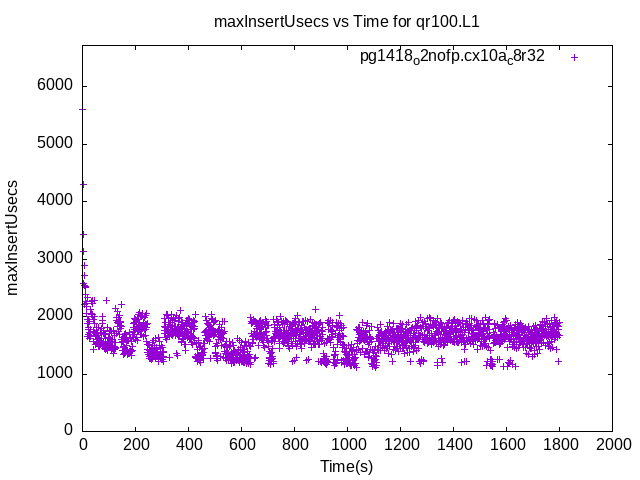 maxInsertUsecs vs Time for qr100.L1
pg1418o2nofp.cx10ac8r32
maxInsertUsecs
6000
5000
4000
3000
2000
1000
0
0 200 400 600 800 1000 1200 1400 1600 1800 2000
Time(s)